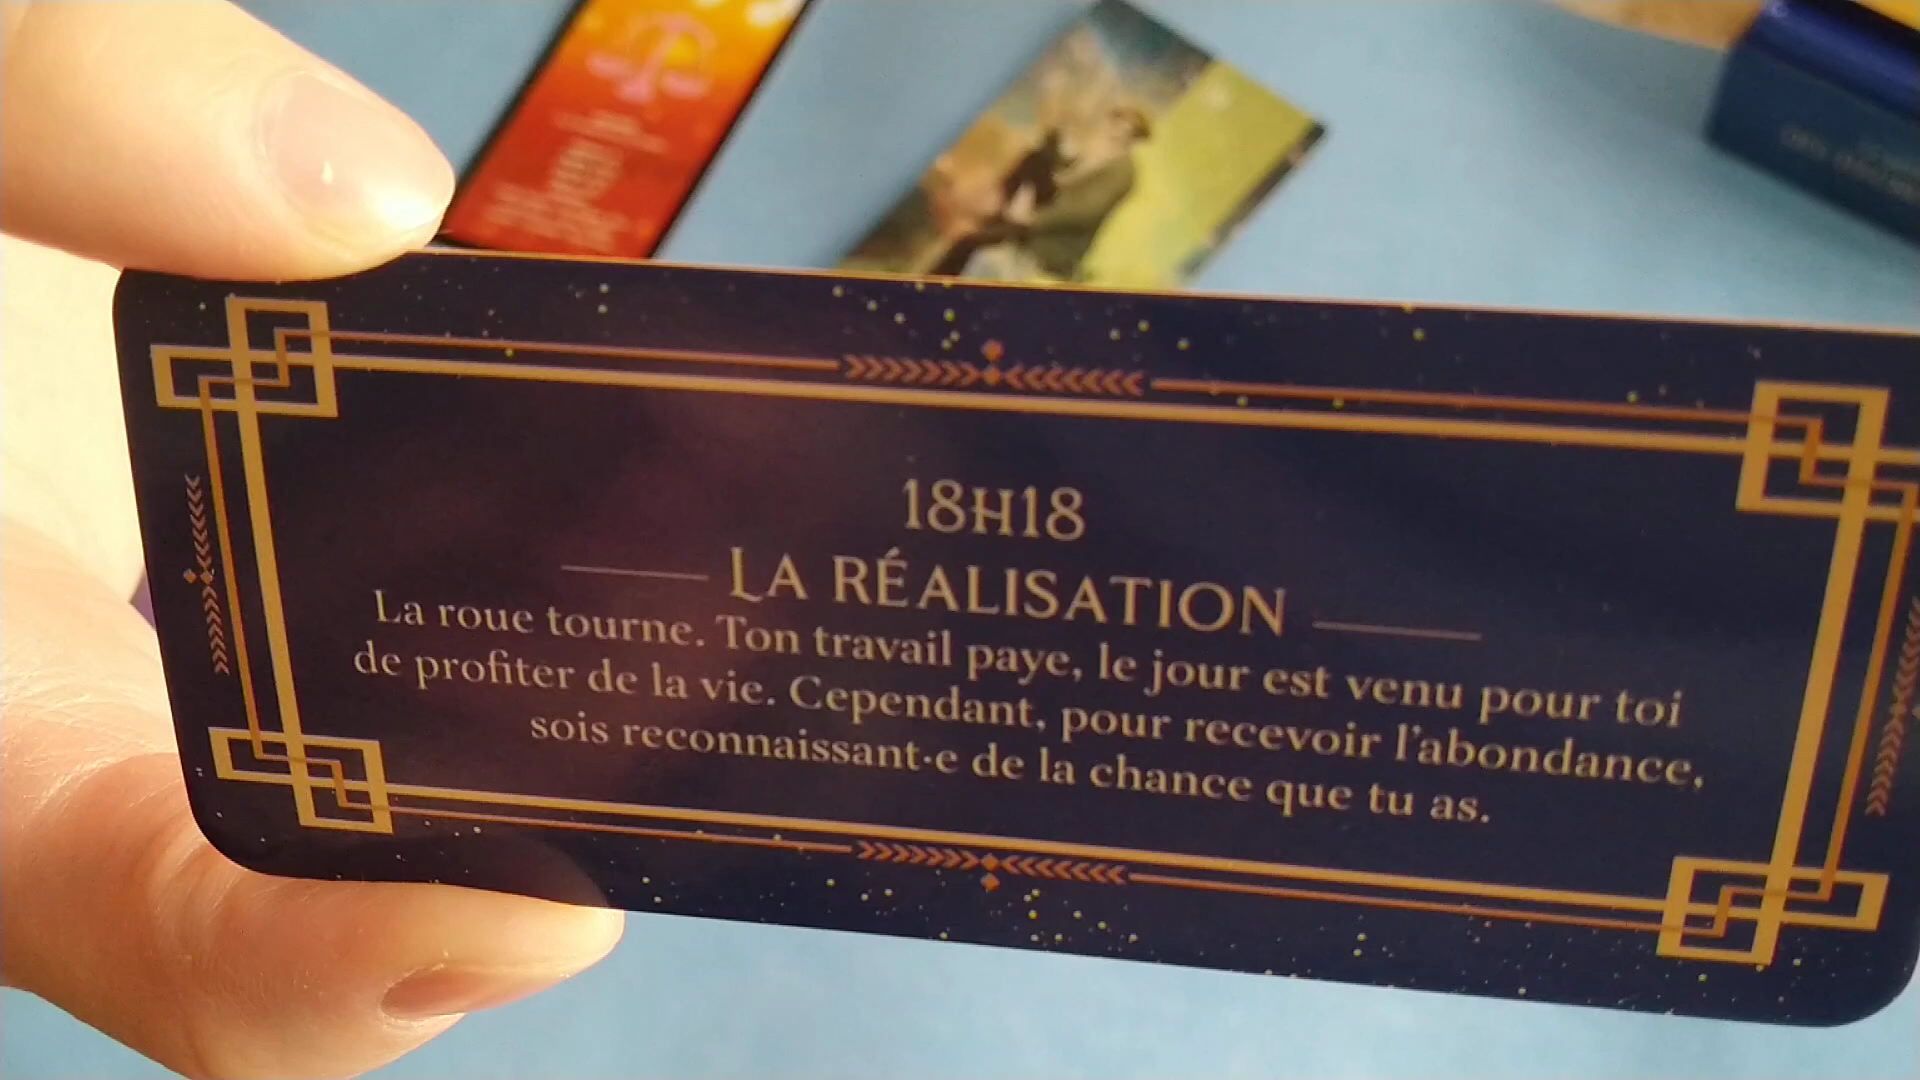 18H18
LA RÉALISATION
La roue tourne. Ton travail paye, le jour est venu pour toi
de profiter de la vie. Cependant, pour recevoir l'abondance,
sois reconnaissant·e de la chance que tu as.